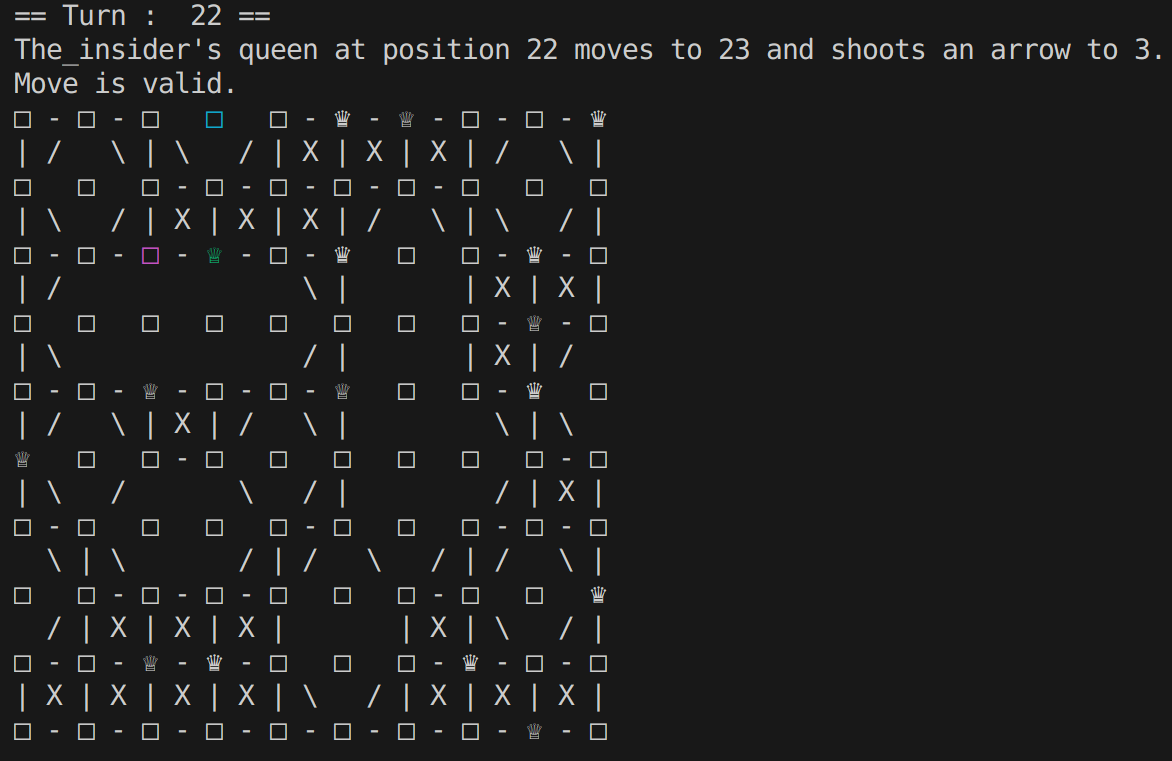 == Turn :  22 ==
The_insider's queen at position 22 moves to 23 and shoots an arrow to 3.
Move is valid.
□ - □ - □   □   □ - ♛ - ♕ - □ - □ - ♛
| /   \ | \   / | X | X | X | /   \ |
□   □   □ - □ - □ - □ - □ - □   □   □
| \   / | X | X | X | /   \ | \   / |
□ - □ - □ - ♕ - □ - ♛   □   □ - ♛ - □
| /               \ |       | X | X |
□   □   □   □   □   □   □   □ - ♕ - □
| \               / |       | X | /
□ - □ - ♕ - □ - □ - ♕   □   □ - ♛   □
| /   \ | X | /   \ |         \ | \
♕   □   □ - □   □   □   □   □   □ - □
| \   /       \   / |         / | X |
□ - □   □   □   □ - □   □   □ - □ - □
  \ | \       / | /   \   / | /   \ |
□   □ - □ - □ - □   □   □ - □   □   ♛
  / | X | X | X |       | X | \   / |
□ - □ - ♕ - ♛ - □   □   □ - ♛ - □ - □
| X | X | X | X | \   / | X | X | X |
□ - □ - □ - □ - □ - □ - □ - □ - ♕ - □